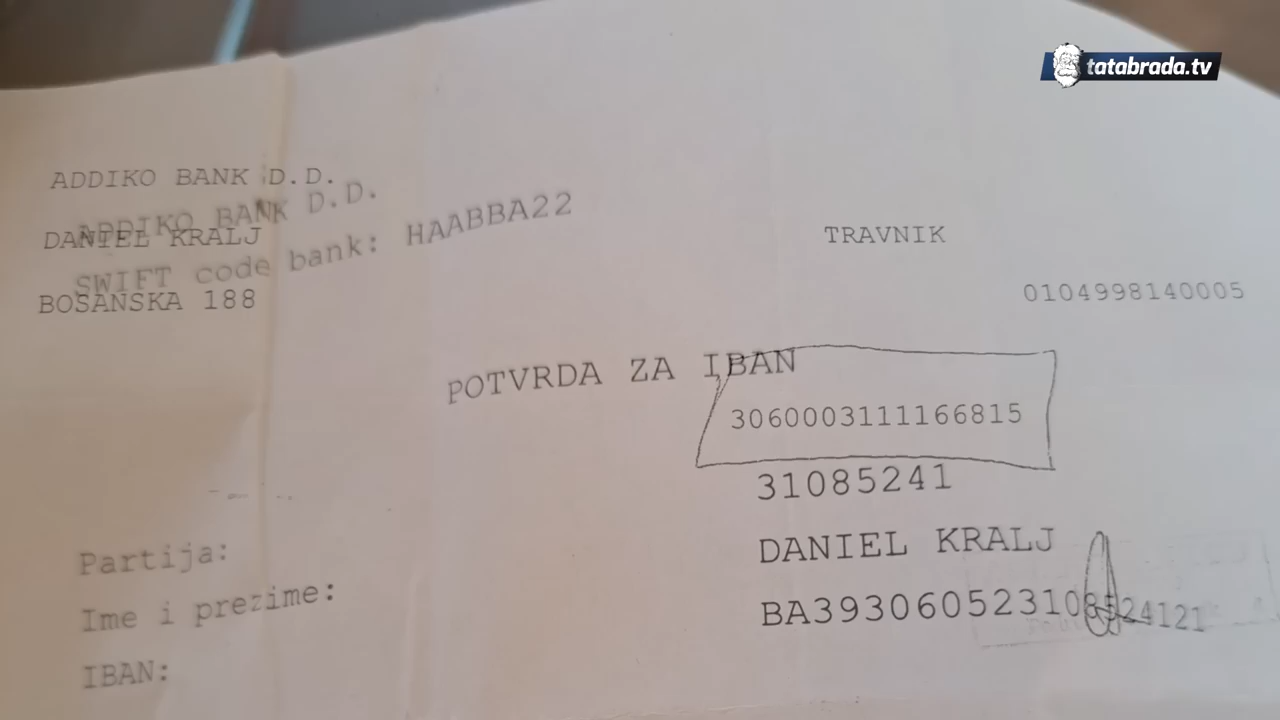 tatabrada.tv
ADDIKO BANK D.D.
ADDIKO BANK D.D.
DANIEL KRALJ
TRAVNIK
SWIFT code bank: HAABBA22
BOSANSKA 188
0104998140005
POTVRDA ZA IBAN
3060003111166815
31085241
Partija:
DANIEL KRALJ
Ime i prezime:
BA393060523108524121
IBAN: